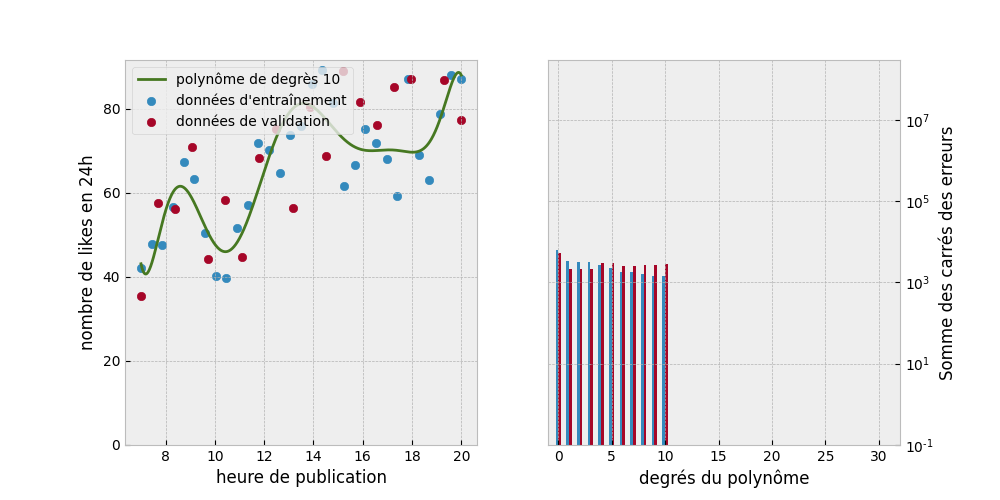 polynôme de degrès 10
données d'entraînement
données de validation
nombre de likes en 24h
80
60
40
20
0
8 10 12 14 16 18 20
heure de publication
10^7
10^5
10^3
10^1
10^-1
Somme des carrés des erreurs
0 5 10 15 20 25 30
degrés du polynôme